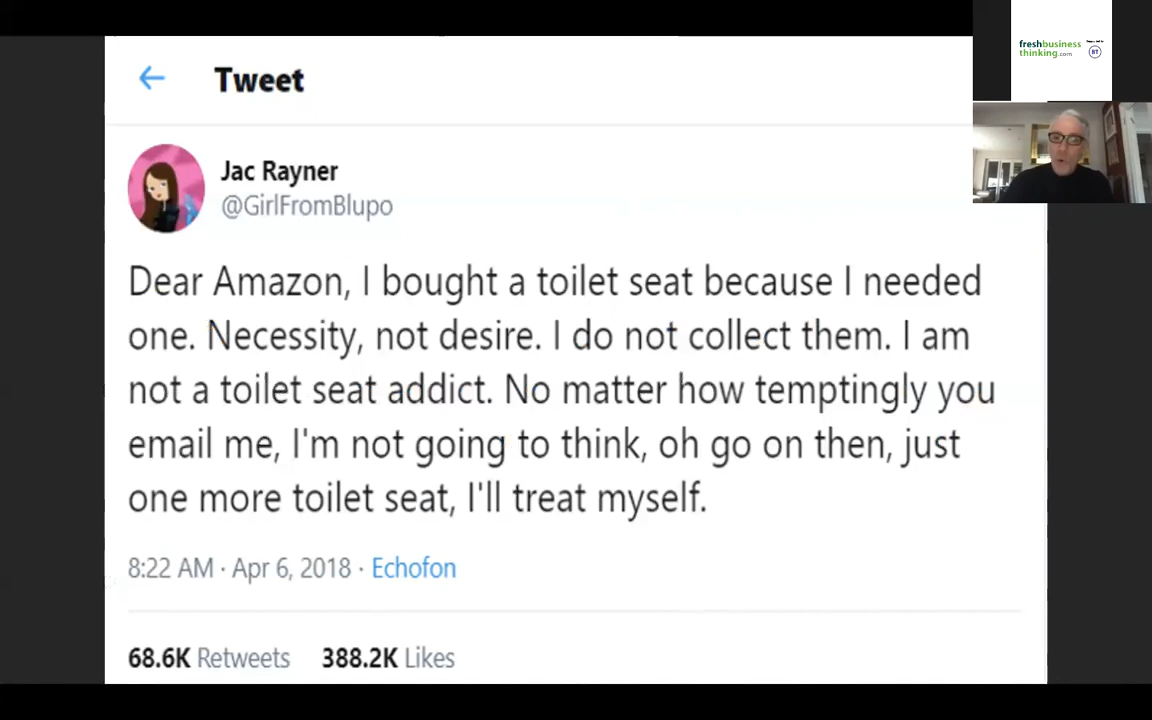 Tweet
freshbusiness
thinking.com
BT
Jac Rayner
@GirlFromBlupo
Dear Amazon, I bought a toilet seat because I needed
one. Necessity, not desire. I do not collect them. I am
not a toilet seat addict. No matter how temptingly you
email me, I'm not going to think, oh go on then, just
one more toilet seat, I'll treat myself.
8:22 AM · Apr 6, 2018 · Echofon
68.6K Retweets 388.2K Likes